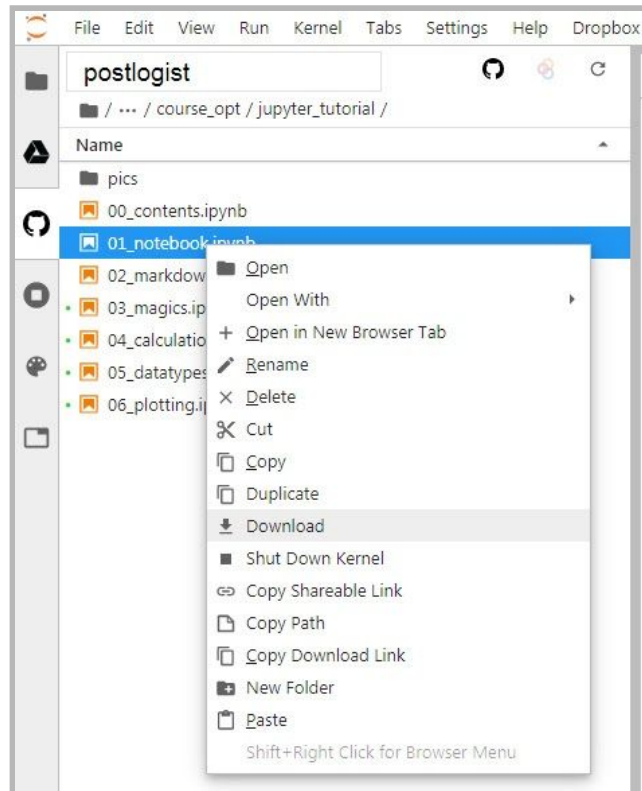 File Edit View Run Kernel Tabs Settings Help Dropbox
postlogist
/ ··· / course_opt / jupyter_tutorial /
Name
pics
00_contents.ipynb
01_notebook.ipynb
02_markdow
03_magics.ip
04_calculatio
05_datatypes
06_plotting.i
Open
Open With
Open in New Browser Tab
Rename
Delete
Cut
Copy
Duplicate
Download
Shut Down Kernel
Copy Shareable Link
Copy Path
Copy Download Link
New Folder
Paste
Shift+Right Click for Browser Menu